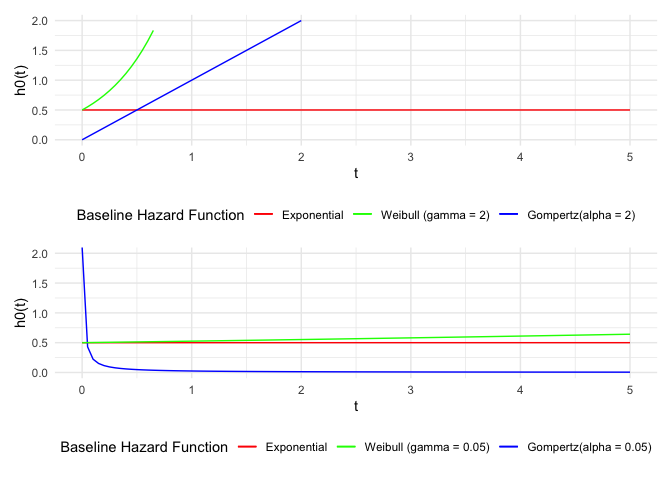 2.0
1.5
1.0
0.5
0.0
h0(t)
0 1 2 3 4 5
t
Baseline Hazard Function Exponential Weibull (gamma = 2) Gompertz(alpha = 2)
2.0
1.5
1.0
0.5
0.0
h0(t)
0 1 2 3 4 5
t
Baseline Hazard Function Exponential Weibull (gamma = 0.05) Gompertz(alpha = 0.05)